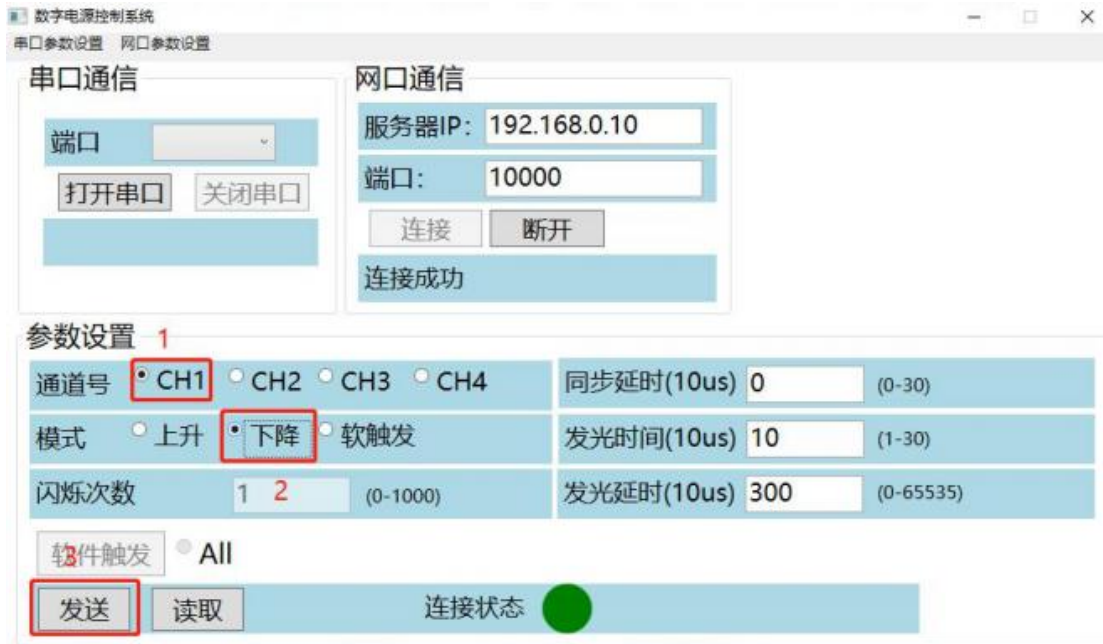 数字电源控制系统
串口参数设置 网口参数设置
串口通信
端口
打开串口 关闭串口
网口通信
服务器IP: 192.168.0.10
端口: 10000
连接 断开
连接成功
参数设置 1
通道号 CH1 CH2 CH3 CH4
模式 上升 下降 软触发
闪烁次数 1 2 (0-1000)
同步延时(10us) 0 (0-30)
发光时间(10us) 10 (1-30)
发光延时(10us) 300 (0-65535)
软件触发 3 All
发送 读取 连接状态